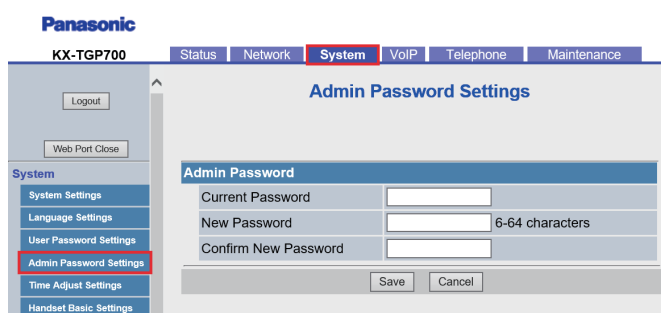 Panasonic
KX-TGP700
Status Network System VoIP Telephone Maintenance
Logout
Web Port Close
System
System Settings
Language Settings
User Password Settings
Admin Password Settings
Time Adjust Settings
Handset Basic Settings
Admin Password Settings
Admin Password
Current Password
New Password 6-64 characters
Confirm New Password
Save Cancel